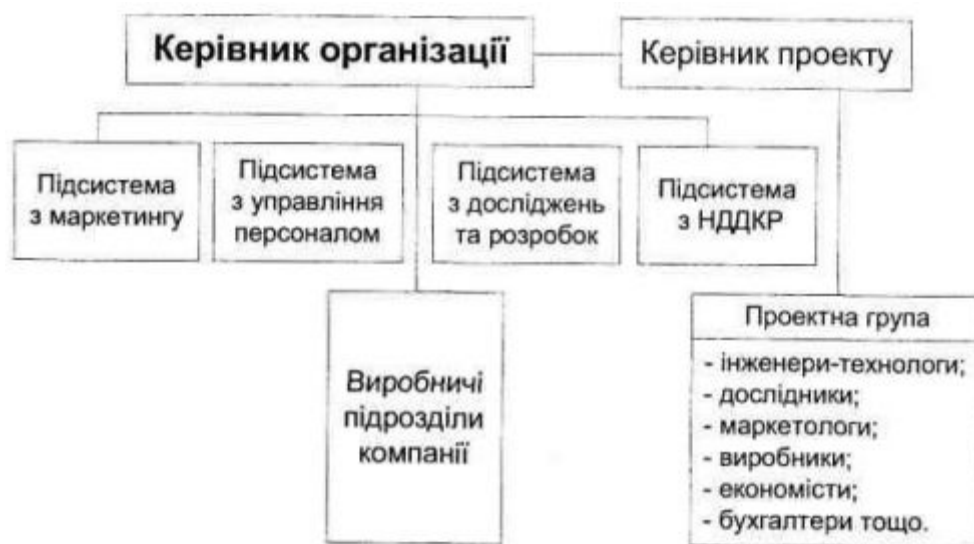 Керівник організації
Керівник проекту
Підсистема
з маркетингу
Підсистема
з управління
персоналом
Підсистема
з досліджень
та розробок
Підсистема
з НДДКР
Виробничі
підрозділи
компанії
Проектна група
- інженери-технологи;
- дослідники;
- маркетологи;
- виробники;
- економісти;
- бухгалтери тощо.